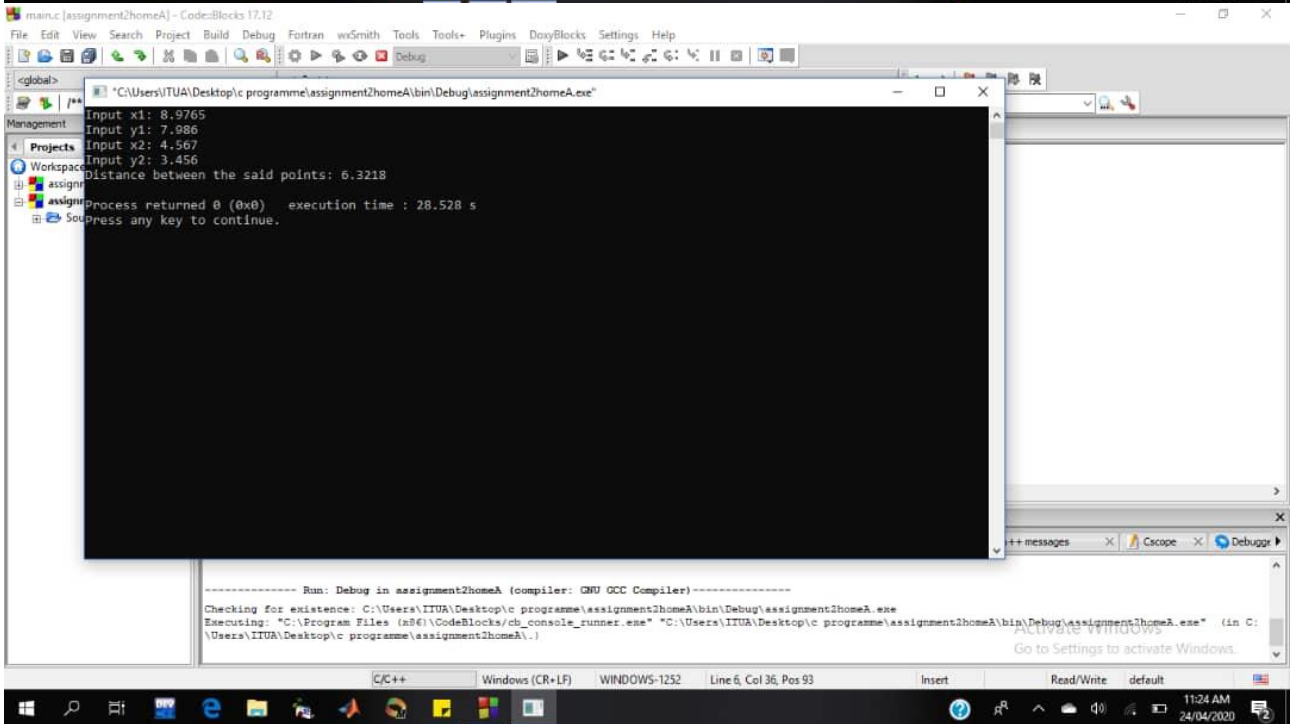 main.c [assignment2homeA] - Code::Blocks 17.12
File Edit View Search Project Build Debug Fortran wxSmith Tools Tools+ Plugins DoxyBlocks Settings Help
Debug
<global>
/**
"C:\Users\ITUA\Desktop\c programme\assignment2homeA\bin\Debug\assignment2homeA.exe"
Management
Projects
Workspace
assignr
assignr
Sou
Input x1: 8.9765
Input y1: 7.986
Input x2: 4.567
Input y2: 3.456
Distance between the said points: 6.3218
Process returned 0 (0x0) execution time : 28.528 s
Press any key to continue.
++ messages Cscope Debugge
-------------- Run: Debug in assignment2homeA (compiler: GNU GCC Compiler)---------------
Checking for existence: C:\Users\ITUA\Desktop\c programme\assignment2homeA\bin\Debug\assignment2homeA.exe
Executing: "C:\Program Files (x86)\CodeBlocks/cb_console_runner.exe" "C:\Users\ITUA\Desktop\c programme\assignment2homeA\bin\Debug\assignment2homeA.exe" (in C:
\Users\ITUA\Desktop\c programme\assignment2homeA\.)
Activate Windows
Go to Settings to activate Windows.
C/C++ Windows (CR+LF) WINDOWS-1252 Line 6, Col 36, Pos 93 Insert Read/Write default
DEV
11:24 AM
24/04/2020
2